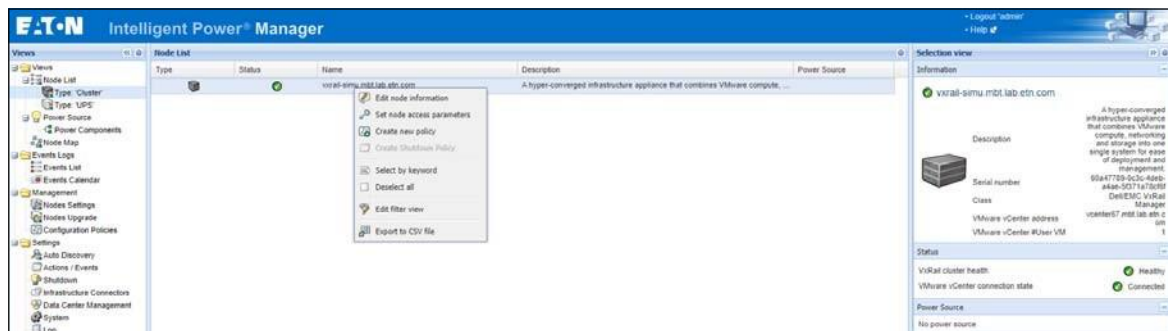 EATON Intelligent Power® Manager
Logout 'admin'
Help
Views
Views
Node List
Type: 'Cluster'
Type: 'UPS'
Power Source
Power Components
Node Map
Events Logs
Events List
Events Calendar
Management
Nodes Settings
Nodes Upgrade
Configuration Policies
Settings
Auto Discovery
Actions / Events
Shutdown
Infrastructure Connectors
Data Center Management
System
Log
Node List
Type Status Name Description Power Source
vxrail-simu.mbt.lab.etn.com A hyper-converged infrastructure appliance that combines VMware compute, ...
Edit node information
Set node access parameters
Create new policy
Create Shutdown Policy
Select by keyword
Deselect all
Edit filter view
Export to CSV file
Selection view
Information
vxrail-simu.mbt.lab.etn.com
Description
A hyper-converged
infrastructure appliance
that combines VMware
compute, networking
and storage into one
single system for ease
of deployment and
management.
Serial number
Class
Dell/EMC VxRail
Manager
VMware vCenter address
vcenter67.mbt.lab.etn.c
om
VMware vCenter #User VM 1
Status
VxRail cluster health Healthy
VMware vCenter connection state Connected
Power Source
No power source